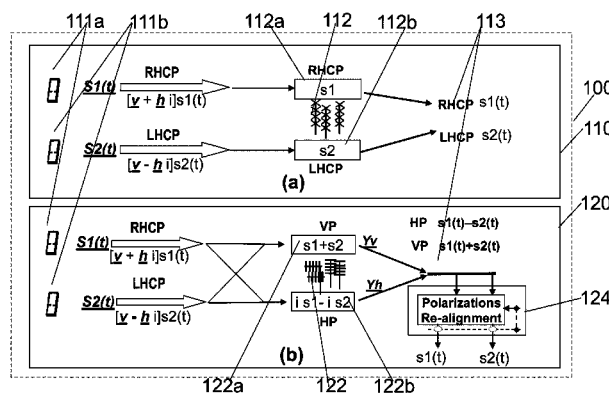 111a 111b 112a 112 112b 113
RHCP
S1(t)
[v + h i]s1(t)
RHCP
s1
RHCP s1(t)
LHCP
S2(t)
[v - h i]s2(t)
s2
LHCP
LHCP s2(t)
(a)
100
110
(b)
RHCP
S1(t)
[v + h i]s1(t)
LHCP
S2(t)
[v - h i]s2(t)
VP
s1+s2
Yv
i s1- i s2
HP
Yh
HP s1(t)–s2(t)
VP s1(t)+s2(t)
Polarizations
Re-alignment
s1(t) s2(t)
120
124
122a 122 122b